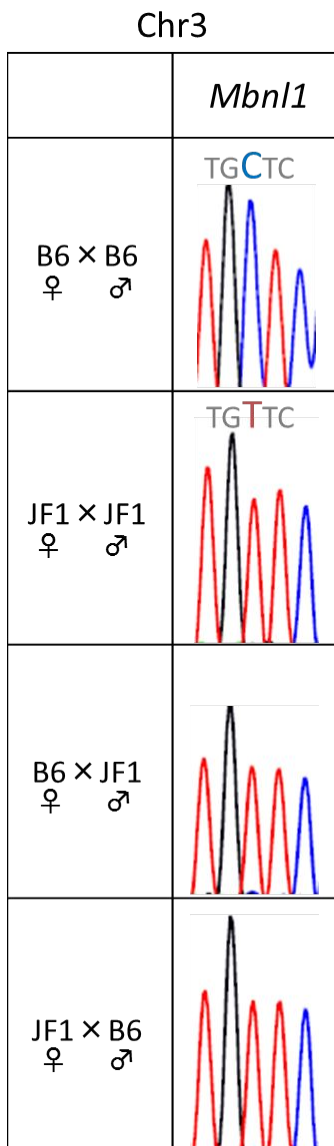 Chr3
Mbnl1
TGCTC
B6 × B6
♀ ♂
TGTTC
JF1 × JF1
♀ ♂
B6 × JF1
♀ ♂
JF1 × B6
♀ ♂